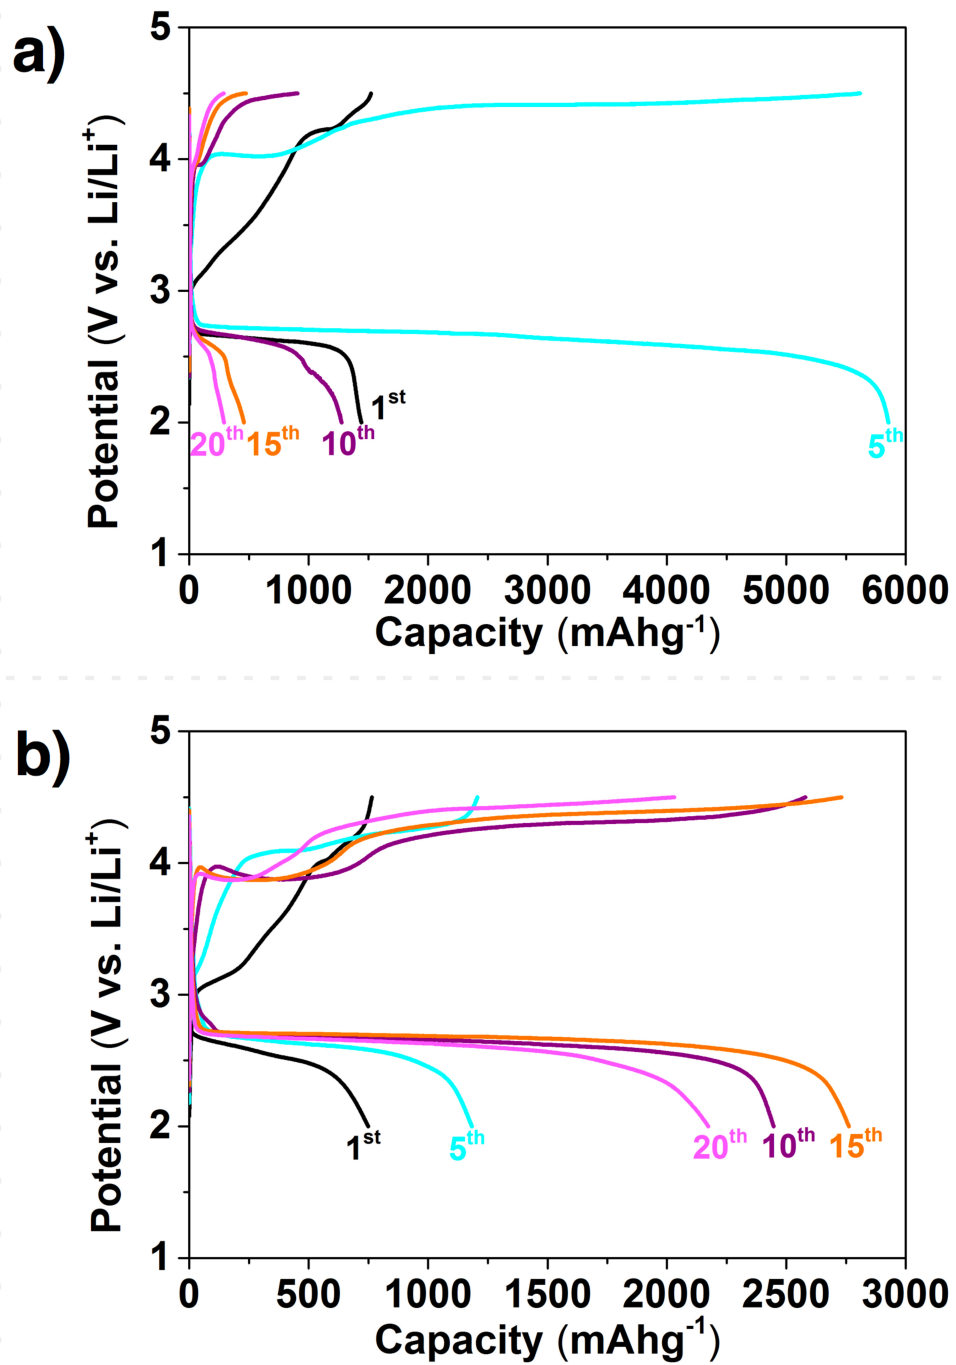 a)
5
4
3
2
1
Potential (V vs. Li/Li⁺)
1ˢᵗ
20ᵗʰ 15ᵗʰ 10ᵗʰ 5ᵗʰ
0 1000 2000 3000 4000 5000 6000
Capacity (mAhg⁻¹)
b)
5
4
3
2
1
Potential (V vs. Li/Li⁺)
1ˢᵗ 5ᵗʰ 20ᵗʰ 10ᵗʰ 15ᵗʰ
0 500 1000 1500 2000 2500 3000
Capacity (mAhg⁻¹)